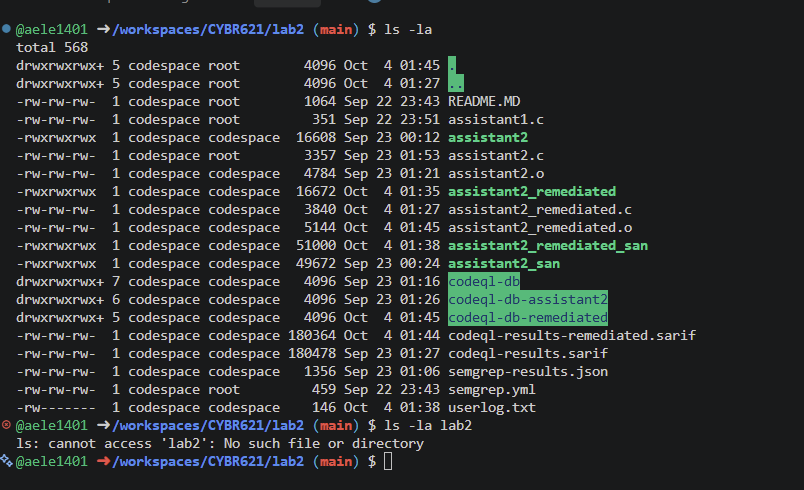 @aele1401 ➜/workspaces/CYBR621/lab2 (main) $ ls -la
total 568
drwxrwxrwx+ 5 codespace root        4096 Oct  4 01:45 .
drwxrwxrwx+ 5 codespace root        4096 Oct  4 01:27 ..
-rw-rw-rw-  1 codespace root        1064 Sep 22 23:43 README.MD
-rw-rw-rw-  1 codespace root         351 Sep 22 23:51 assistant1.c
-rwxrwxrwx  1 codespace codespace  16608 Sep 23 00:12 assistant2
-rw-rw-rw-  1 codespace root        3357 Sep 23 01:53 assistant2.c
-rw-rw-rw-  1 codespace codespace   4784 Sep 23 01:21 assistant2.o
-rwxrwxrwx  1 codespace codespace  16672 Oct  4 01:35 assistant2_remediated
-rw-rw-rw-  1 codespace codespace   3840 Oct  4 01:27 assistant2_remediated.c
-rw-rw-rw-  1 codespace codespace   5144 Oct  4 01:45 assistant2_remediated.o
-rwxrwxrwx  1 codespace codespace  51000 Oct  4 01:38 assistant2_remediated_san
-rwxrwxrwx  1 codespace codespace  49672 Sep 23 00:24 assistant2_san
drwxrwxrwx+ 7 codespace codespace   4096 Sep 23 01:16 codeql-db
drwxrwxrwx+ 6 codespace codespace   4096 Sep 23 01:26 codeql-db-assistant2
drwxrwxrwx+ 5 codespace codespace   4096 Oct  4 01:45 codeql-db-remediated
-rw-rw-rw-  1 codespace codespace 180364 Oct  4 01:44 codeql-results-remediated.sarif
-rw-rw-rw-  1 codespace codespace 180478 Sep 23 01:27 codeql-results.sarif
-rw-rw-rw-  1 codespace codespace   1356 Sep 23 01:06 semgrep-results.json
-rw-rw-rw-  1 codespace root         459 Sep 22 23:43 semgrep.yml
-rw-------  1 codespace codespace    146 Oct  4 01:38 userlog.txt
@aele1401 ➜/workspaces/CYBR621/lab2 (main) $ ls -la lab2
ls: cannot access 'lab2': No such file or directory
@aele1401 ➜/workspaces/CYBR621/lab2 (main) $